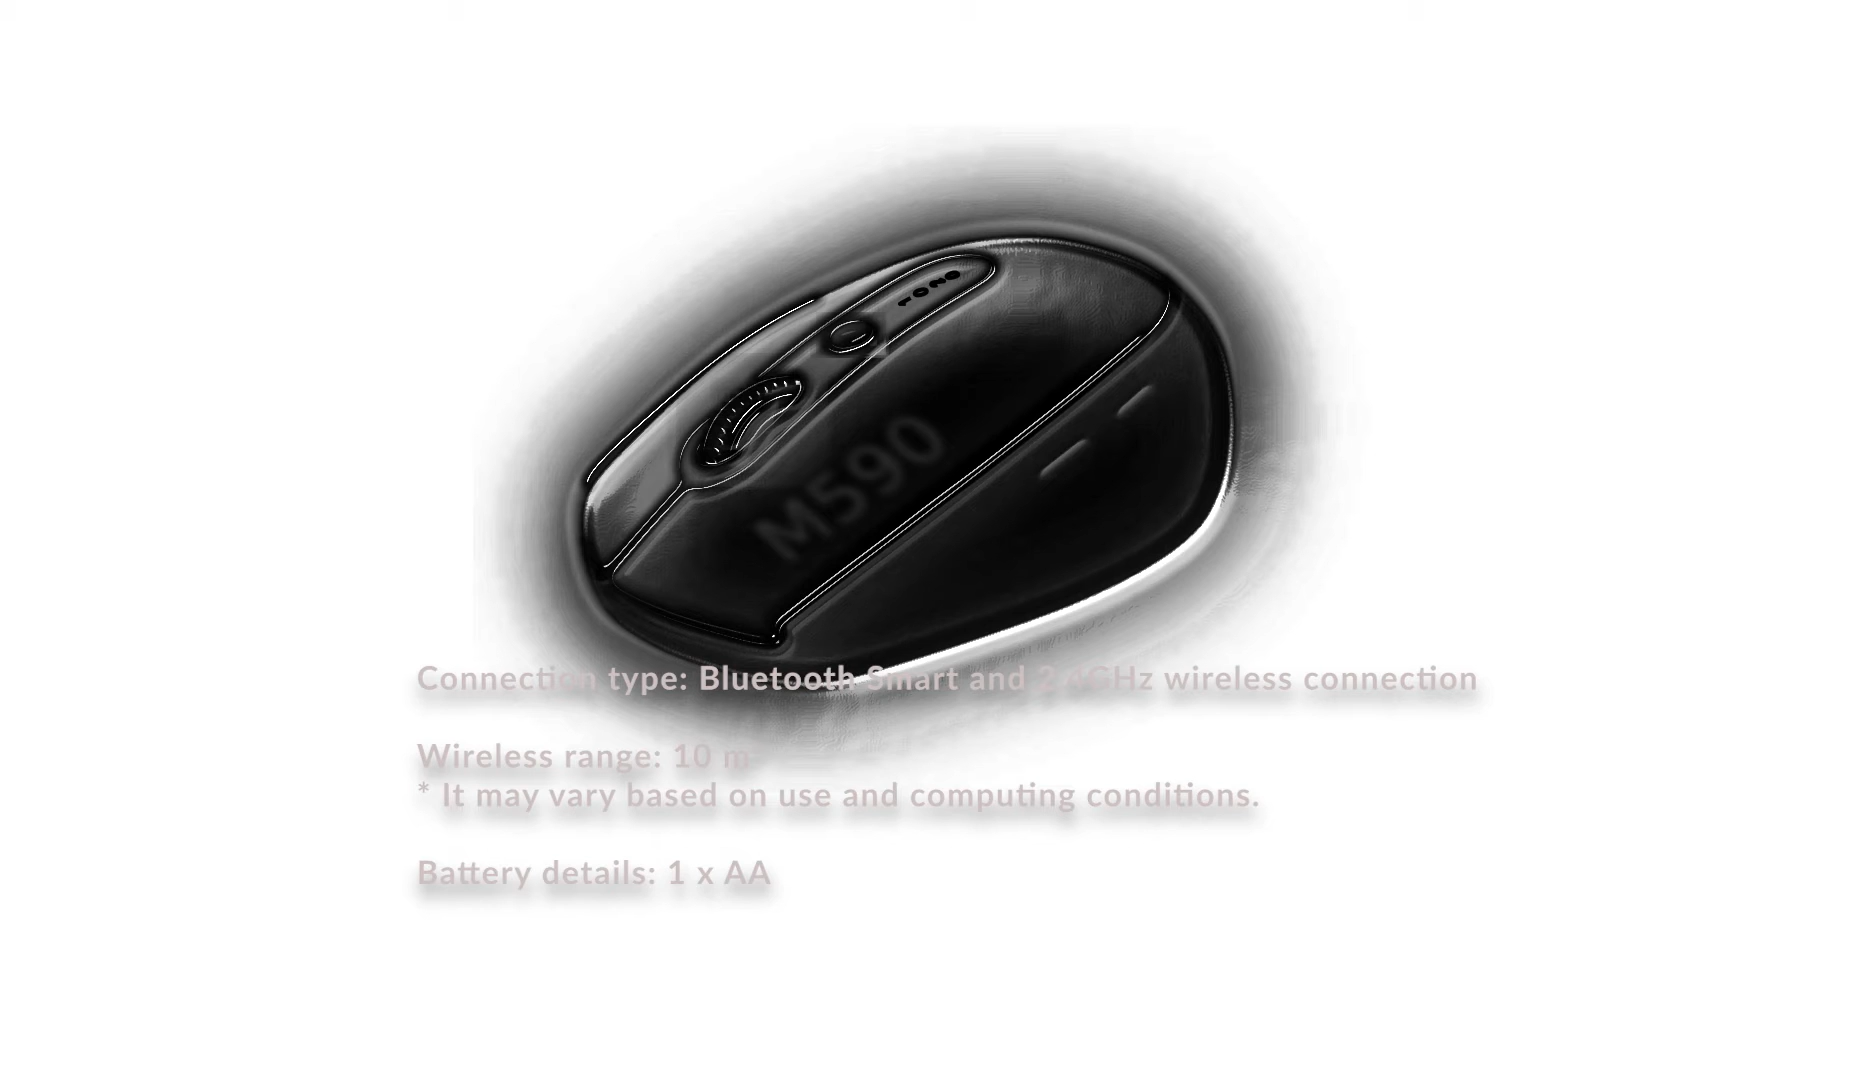 M590
Connection type: Bluetooth Smart and 2.4GHz wireless connection
Wireless range: 10 m
* It may vary based on use and computing conditions.
Battery details: 1 x AA